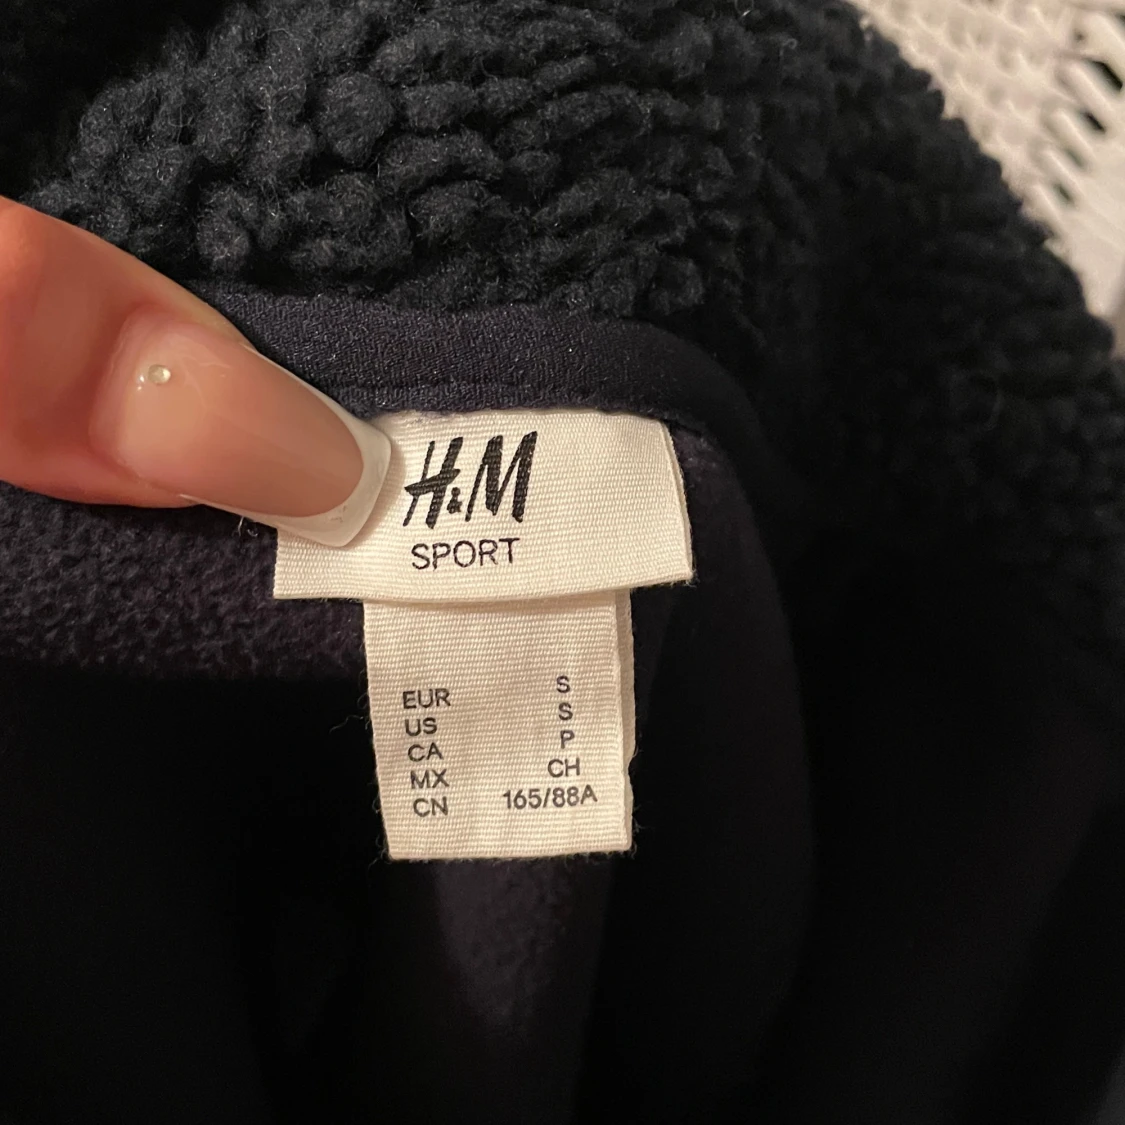 H&M
SPORT
EUR S
US S
CA P
MX CH
CN 165/88A